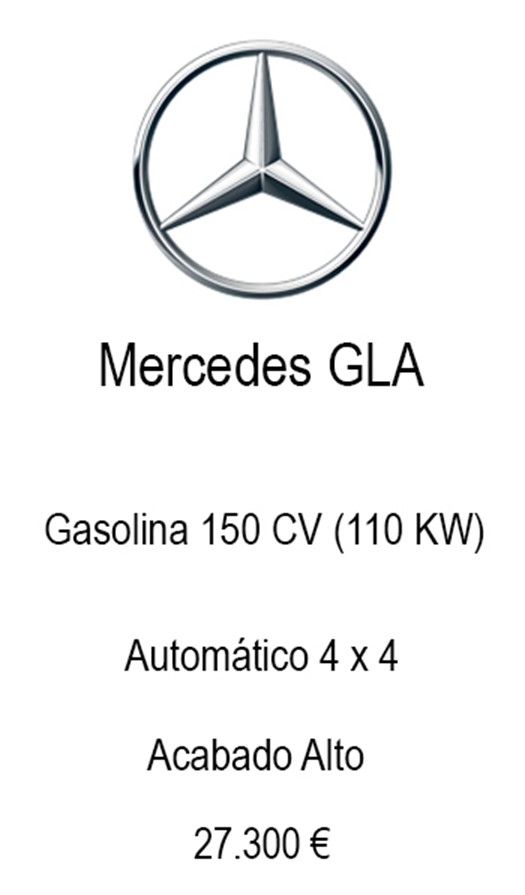 Mercedes GLA
Gasolina 150 CV (110 KW)
Automático 4 x 4
Acabado Alto
27.300 €